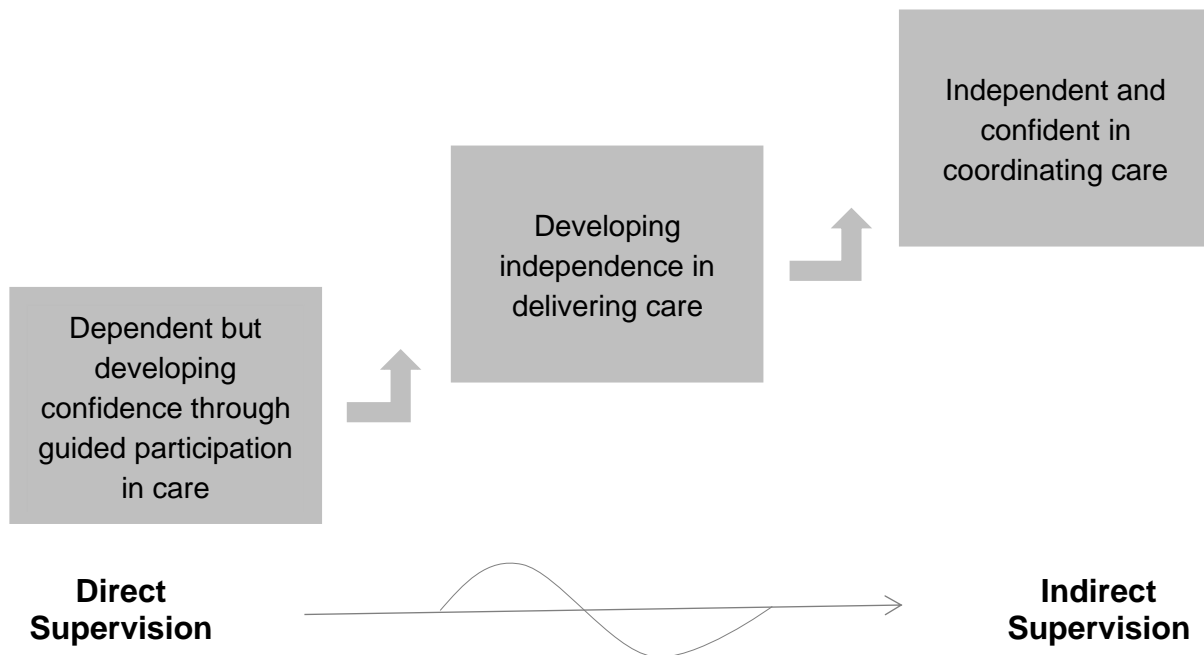 Dependent but
developing
confidence through
guided participation
in care
Developing
independence in
delivering care
Independent and
confident in
coordinating care
Direct
Supervision
Indirect
Supervision